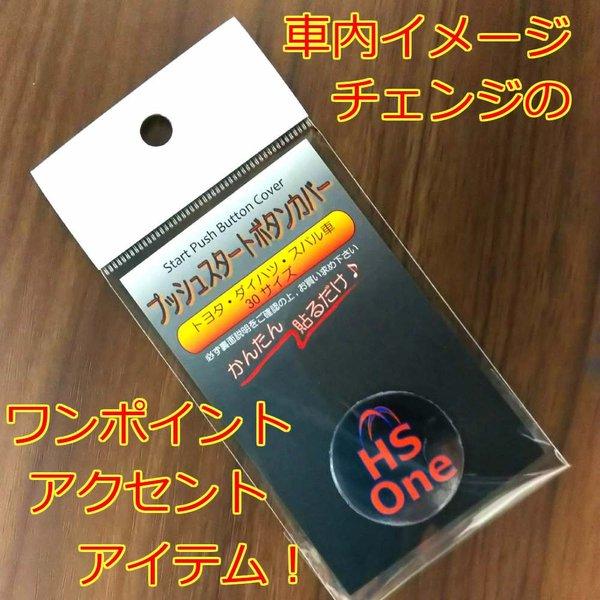 車内イメージ
チェンジの
Start Push Button Cover
プッシュスタートボタンカバー
トヨタ・ダイハツ・スバル車
30サイズ
必ず裏面説明をご確認の上、お買い求め下さい
かんたん
貼るだけ♪
HS
One
ワンポイント
アクセント
アイテム！